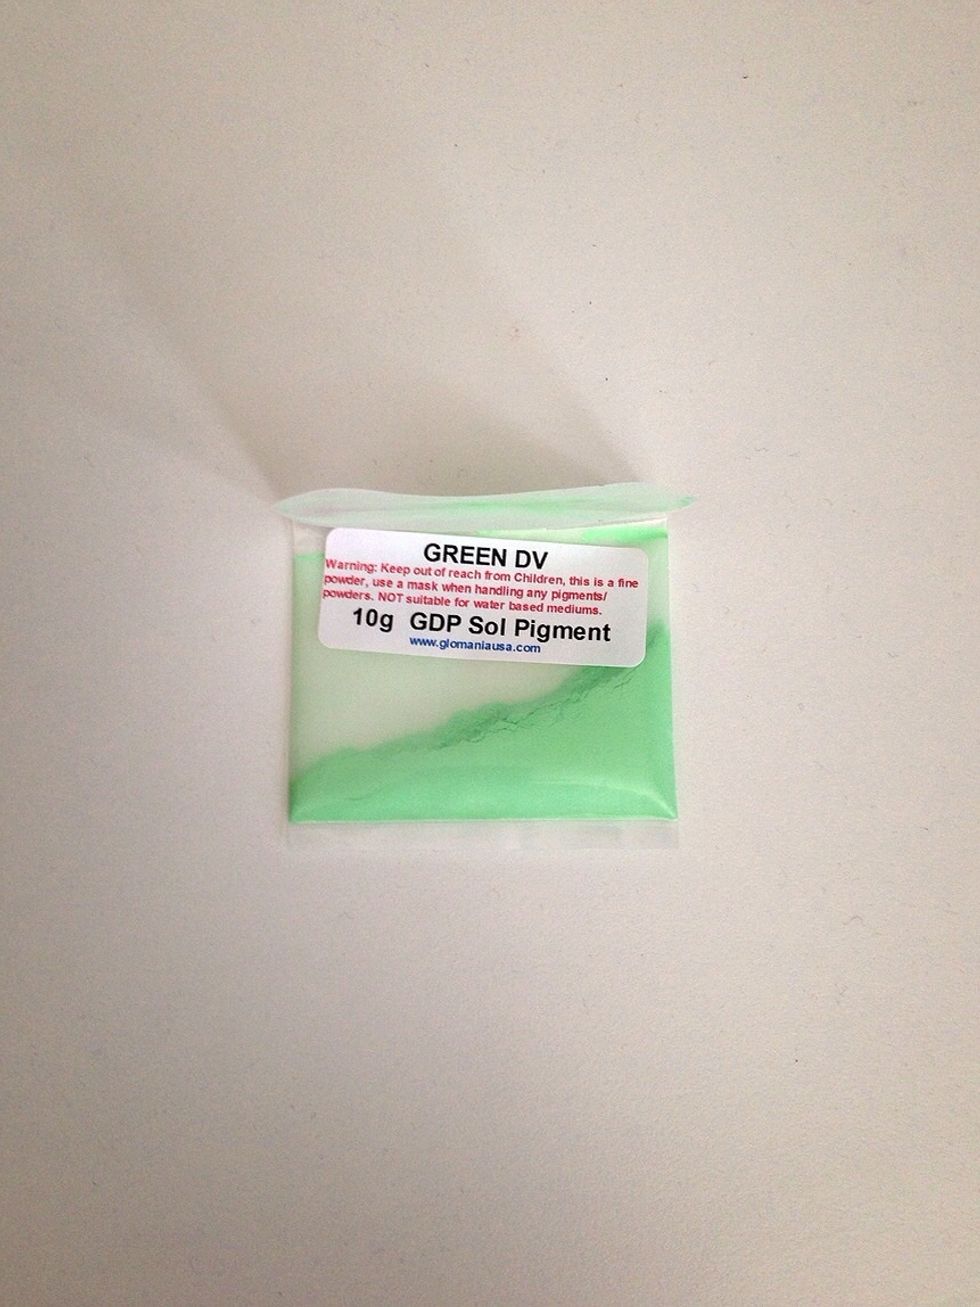 GREEN DV
Warning: Keep out of reach from Children, this is a fine
powder, use a mask when handling any pigments/
powders. NOT suitable for water based mediums.
10g GDP Sol Pigment
www.glomaniausa.com